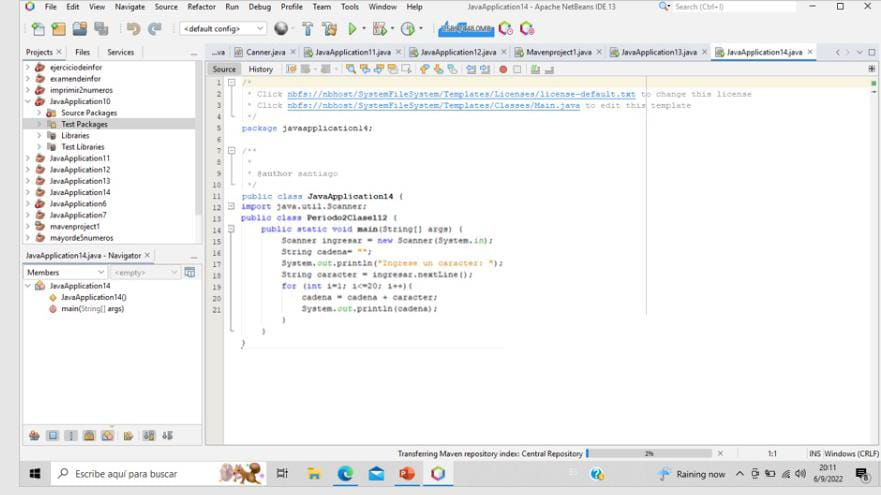 File Edit View Navigate Source Refactor Run Debug Profile Team Tools Window Help
JavaApplication14 - Apache NetBeans IDE 13
Search (Ctrl+I)
<default config>
Projects × Files Services
...va Canner.java × JavaApplication11.java × JavaApplication12.java × Mavenproject1.java × JavaApplication13.java × JavaApplication14.java ×
Source History
ejerciciodeinfor
examendeinfor
imprimir2numeros
JavaApplication10
Source Packages
Test Packages
Libraries
Test Libraries
JavaApplication11
JavaApplication12
JavaApplication13
JavaApplication14
JavaApplication6
JavaApplication7
mavenproject1
mayorde5numeros
JavaApplication14.java - Navigator ×
Members <empty>
JavaApplication14
JavaApplication14()
main(String[] args)
1 /*
2 * Click nbfs://nbhost/SystemFileSystem/Templates/Licenses/license-default.txt to change this license
3 * Click nbfs://nbhost/SystemFileSystem/Templates/Classes/Main.java to edit this template
4 */
5 package javaapplication14;
6
7 /**
8 *
9 * @author santiago
10 */
11 public class JavaApplication14 {
12 import java.util.Scanner;
13 public class Periodo2Clase112 {
14 public static void main(String[] args) {
15 Scanner ingresar = new Scanner(System.in);
16 String cadena= "";
17 System.out.println("Ingrese un caracter: ");
18 String caracter = ingresar.nextLine();
19 for (int i=1; i<=20; i++){
20 cadena = cadena + caracter;
21 System.out.println(cadena);
}
}
}
Transferring Maven repository index: Central Repository 2% 1:1 INS Windows (CRLF)
Escribe aquí para buscar
Raining now
20:11
6/9/2022